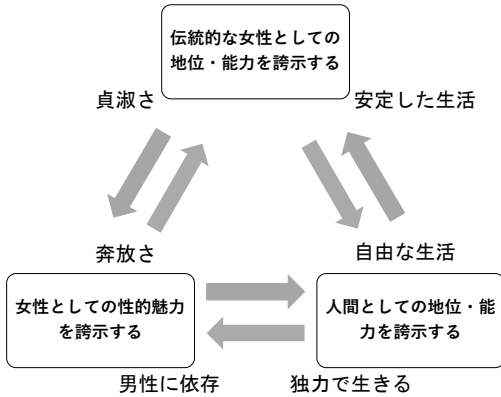 伝統的な女性としての
地位・能力を誇示する
貞淑さ
安定した生活
奔放さ
自由な生活
女性としての性的魅力
を誇示する
人間としての地位・能
力を誇示する
男性に依存
独力で生きる